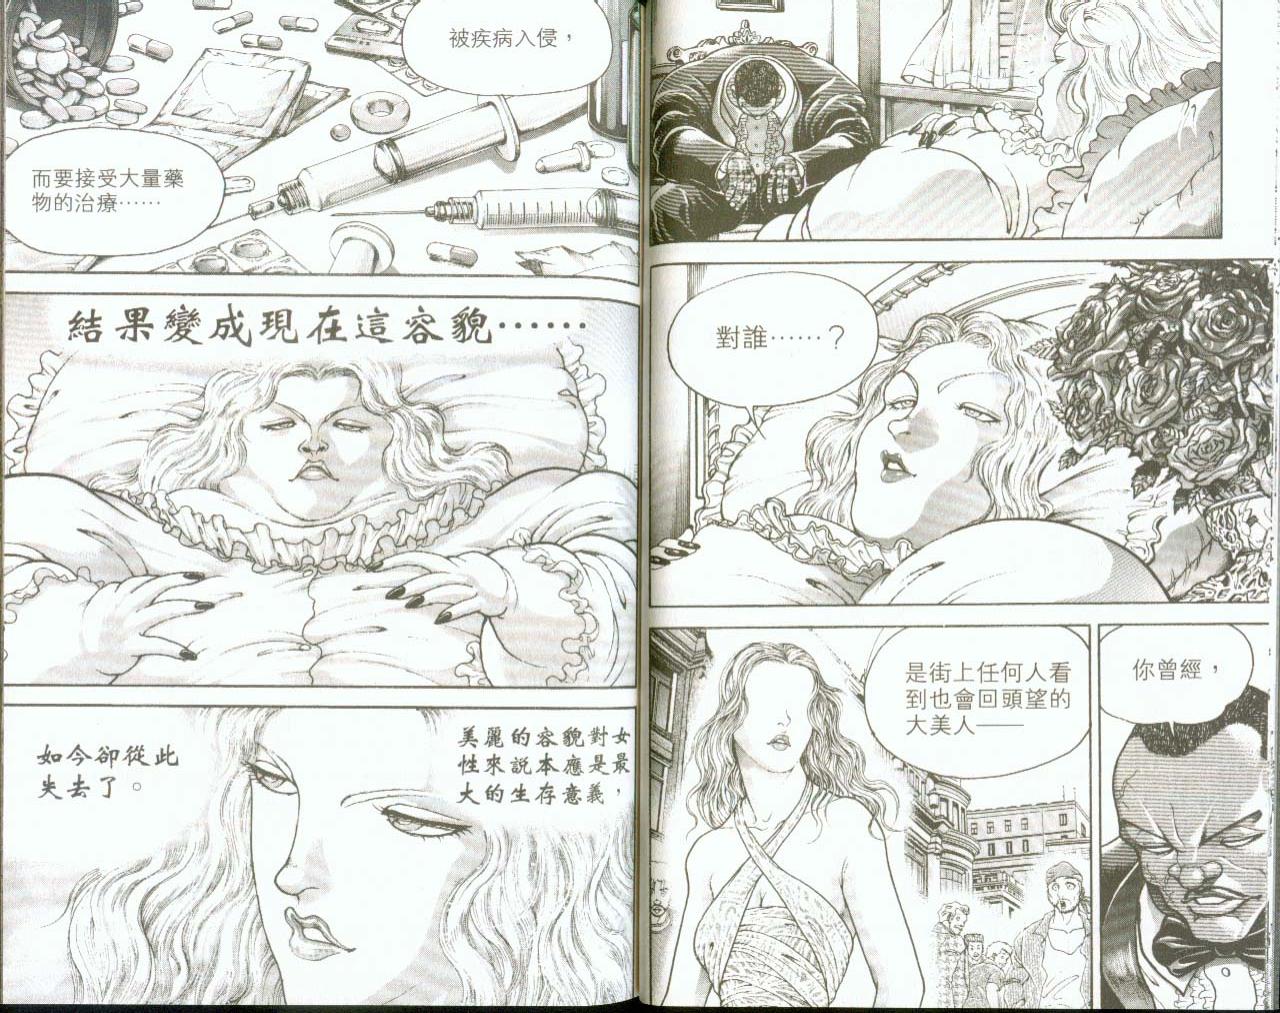 對誰……？
你曾經，
是街上任何人看
到也會回頭望的
大美人——
被疾病入侵，
而要接受大量藥
物的治療……
結果變成現在這容貌……
美麗的容貌對女
性來說本應是最
大的生存意義，
如今卻從此
失去了。